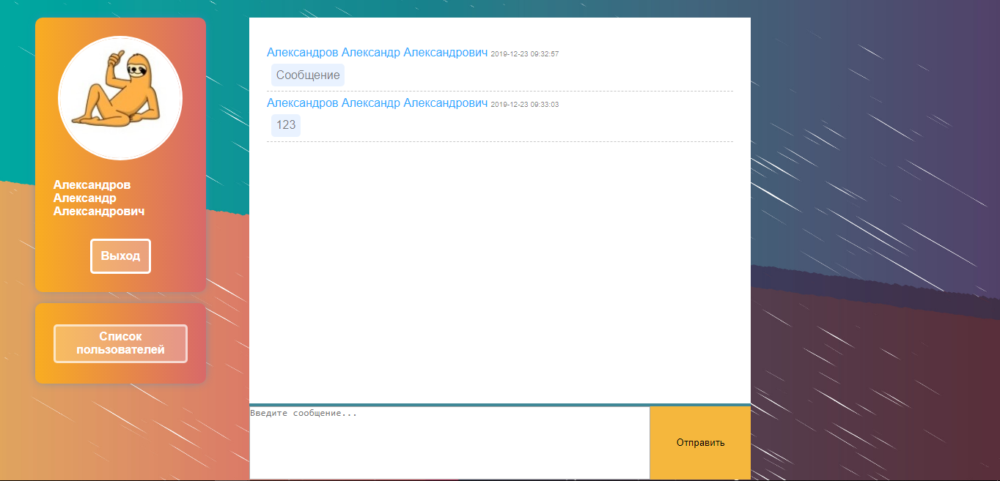 Александров
Александр
Александрович
Выход
Список
пользователей
Александров Александр Александрович 2019-12-23 09:32:57
Сообщение
Александров Александр Александрович 2019-12-23 09:33:03
123
Введите сообщение...
Отправить